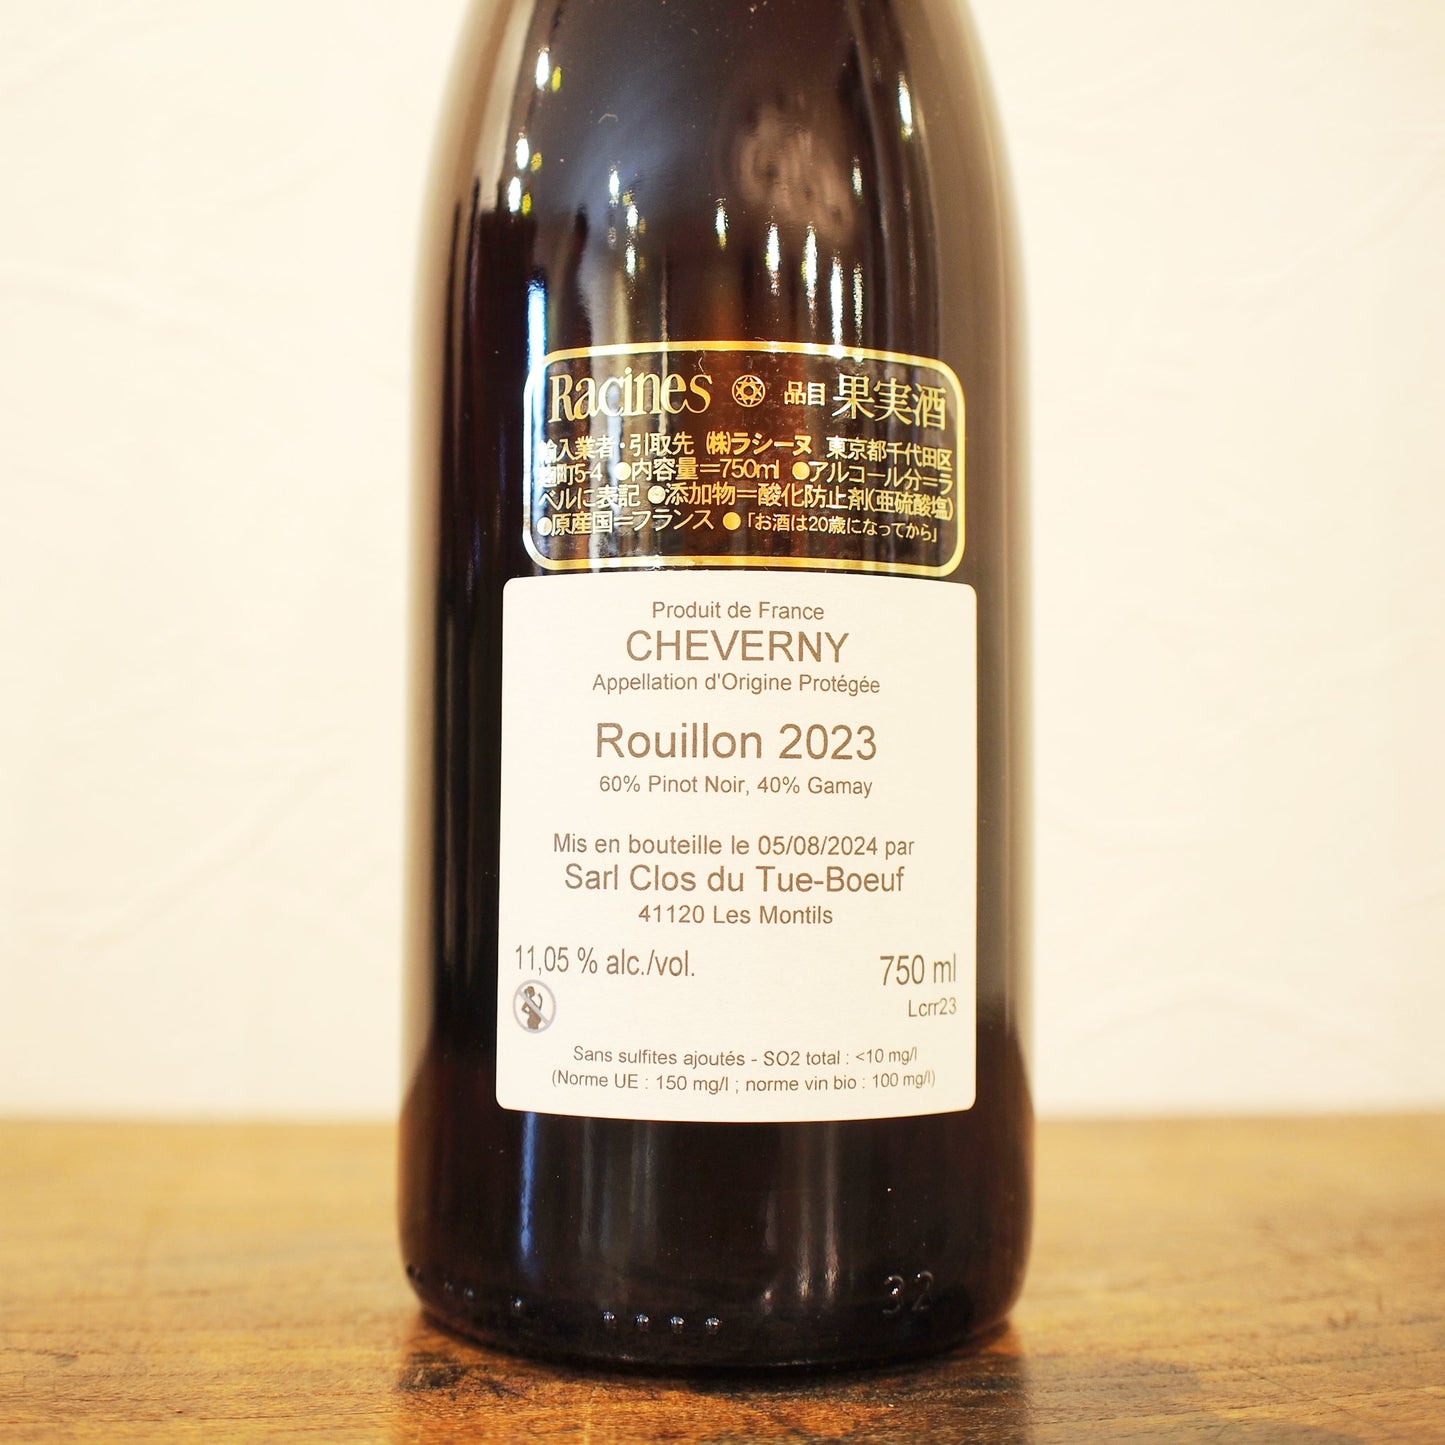 Racines 品目 果実酒
輸入業者・引取先 ㈱ラシーヌ 東京都千代田区
麹町5-4 ●内容量=750ml ●アルコール分=ラ
ベルに表記 ●添加物=酸化防止剤(亜硫酸塩)
●原産国=フランス ●「お酒は20歳になってから」
Produit de France
CHEVERNY
Appellation d'Origine Protégée
Rouillon 2023
60% Pinot Noir, 40% Gamay
Mis en bouteille le 05/08/2024 par
Sarl Clos du Tue-Boeuf
41120 Les Montils
11,05 % alc./vol. 750 ml
Lcrr23
Sans sulfites ajoutés - SO2 total : <10 mg/l
(Norme UE : 150 mg/l ; norme vin bio : 100 mg/l)
32